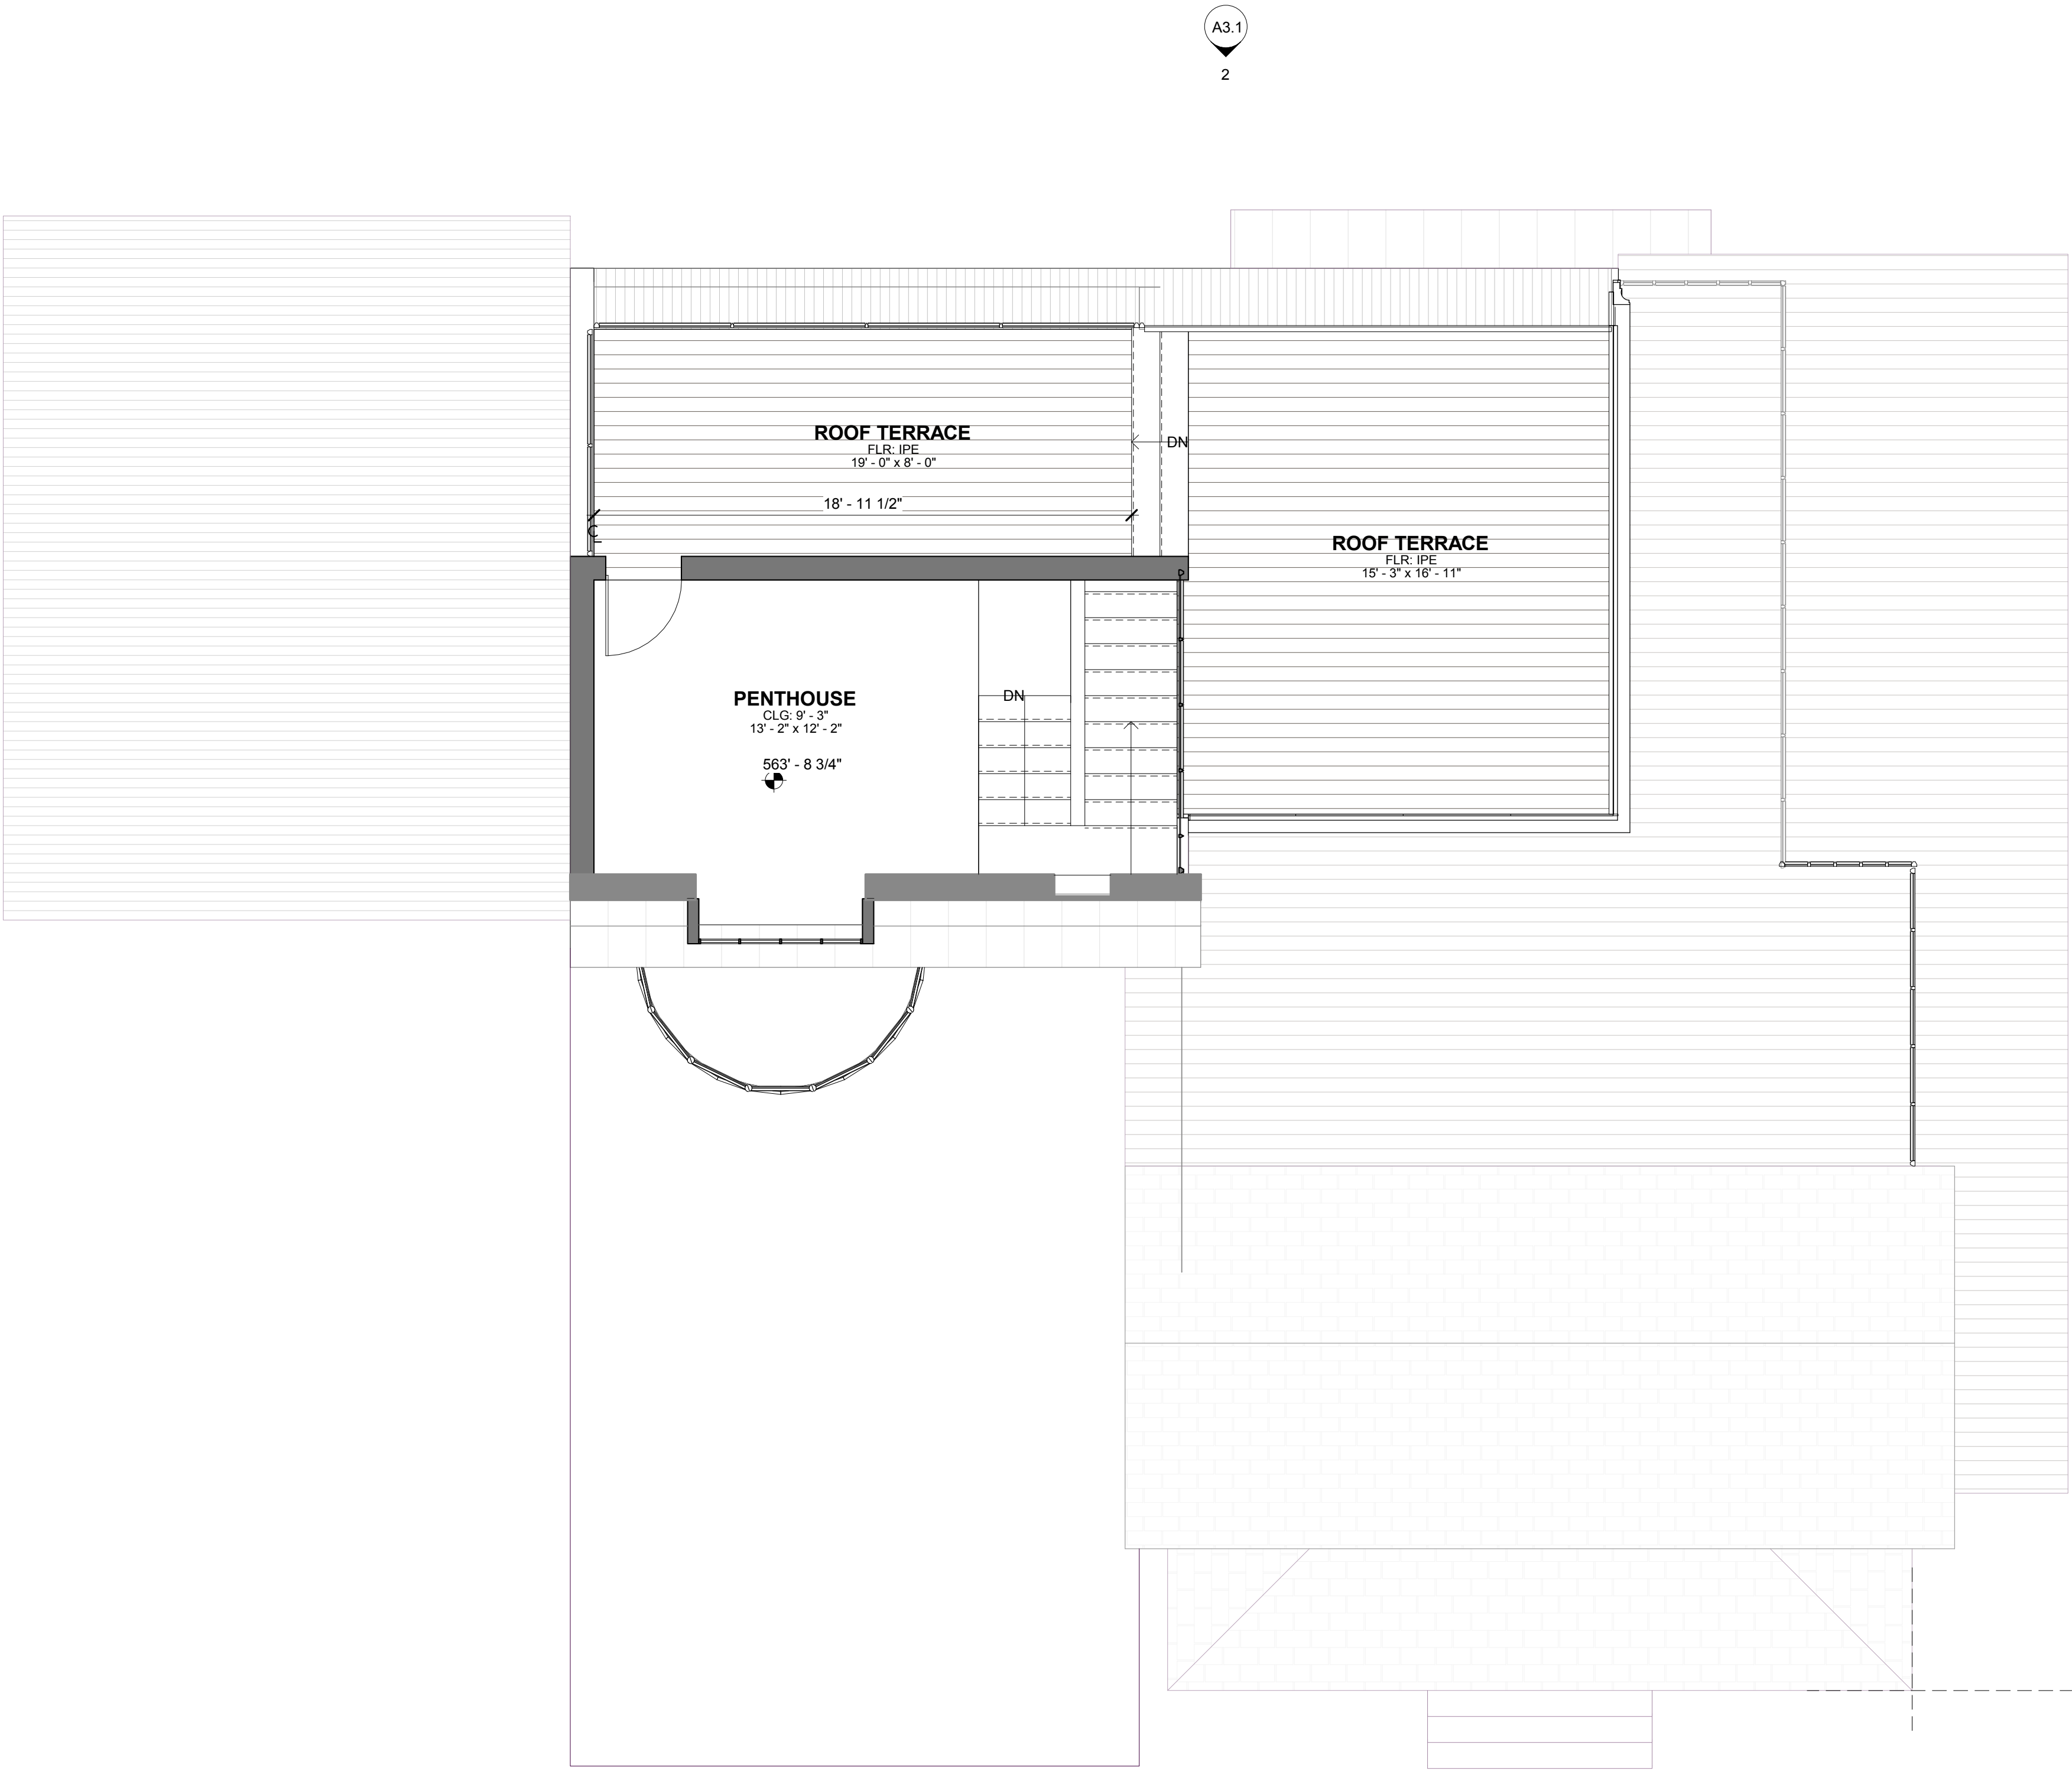 A3.1
2
ROOF TERRACE
FLR: IPE
19' - 0" x 8' - 0"
DN
18' - 11 1/2"
CL
ROOF TERRACE
FLR: IPE
15' - 3" x 16' - 11"
PENTHOUSE
CLG: 9' - 3"
13' - 2" x 12' - 2"
DN
563' - 8 3/4"